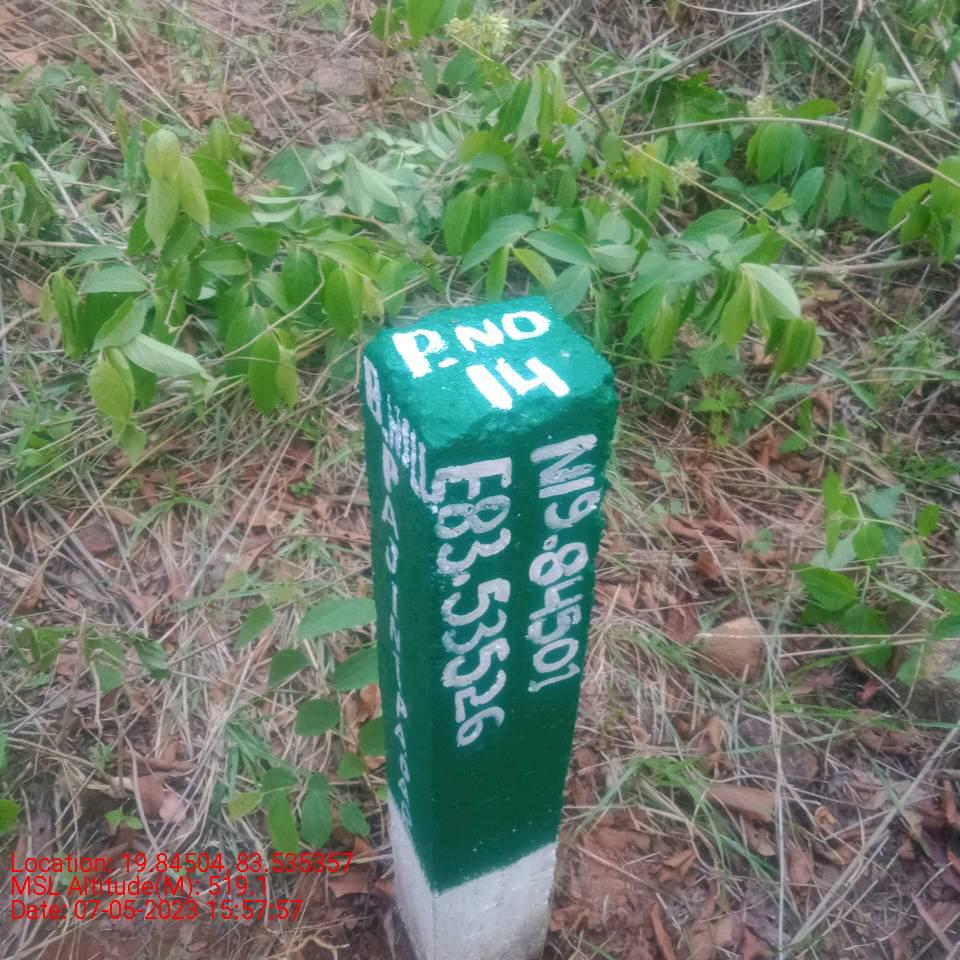 P.NO
14
N19.84501
E83.53526
Location: 19.84504, 83.535357
MSL Altitude(M): 519.1
Date: 07-05-2023 15:57:57